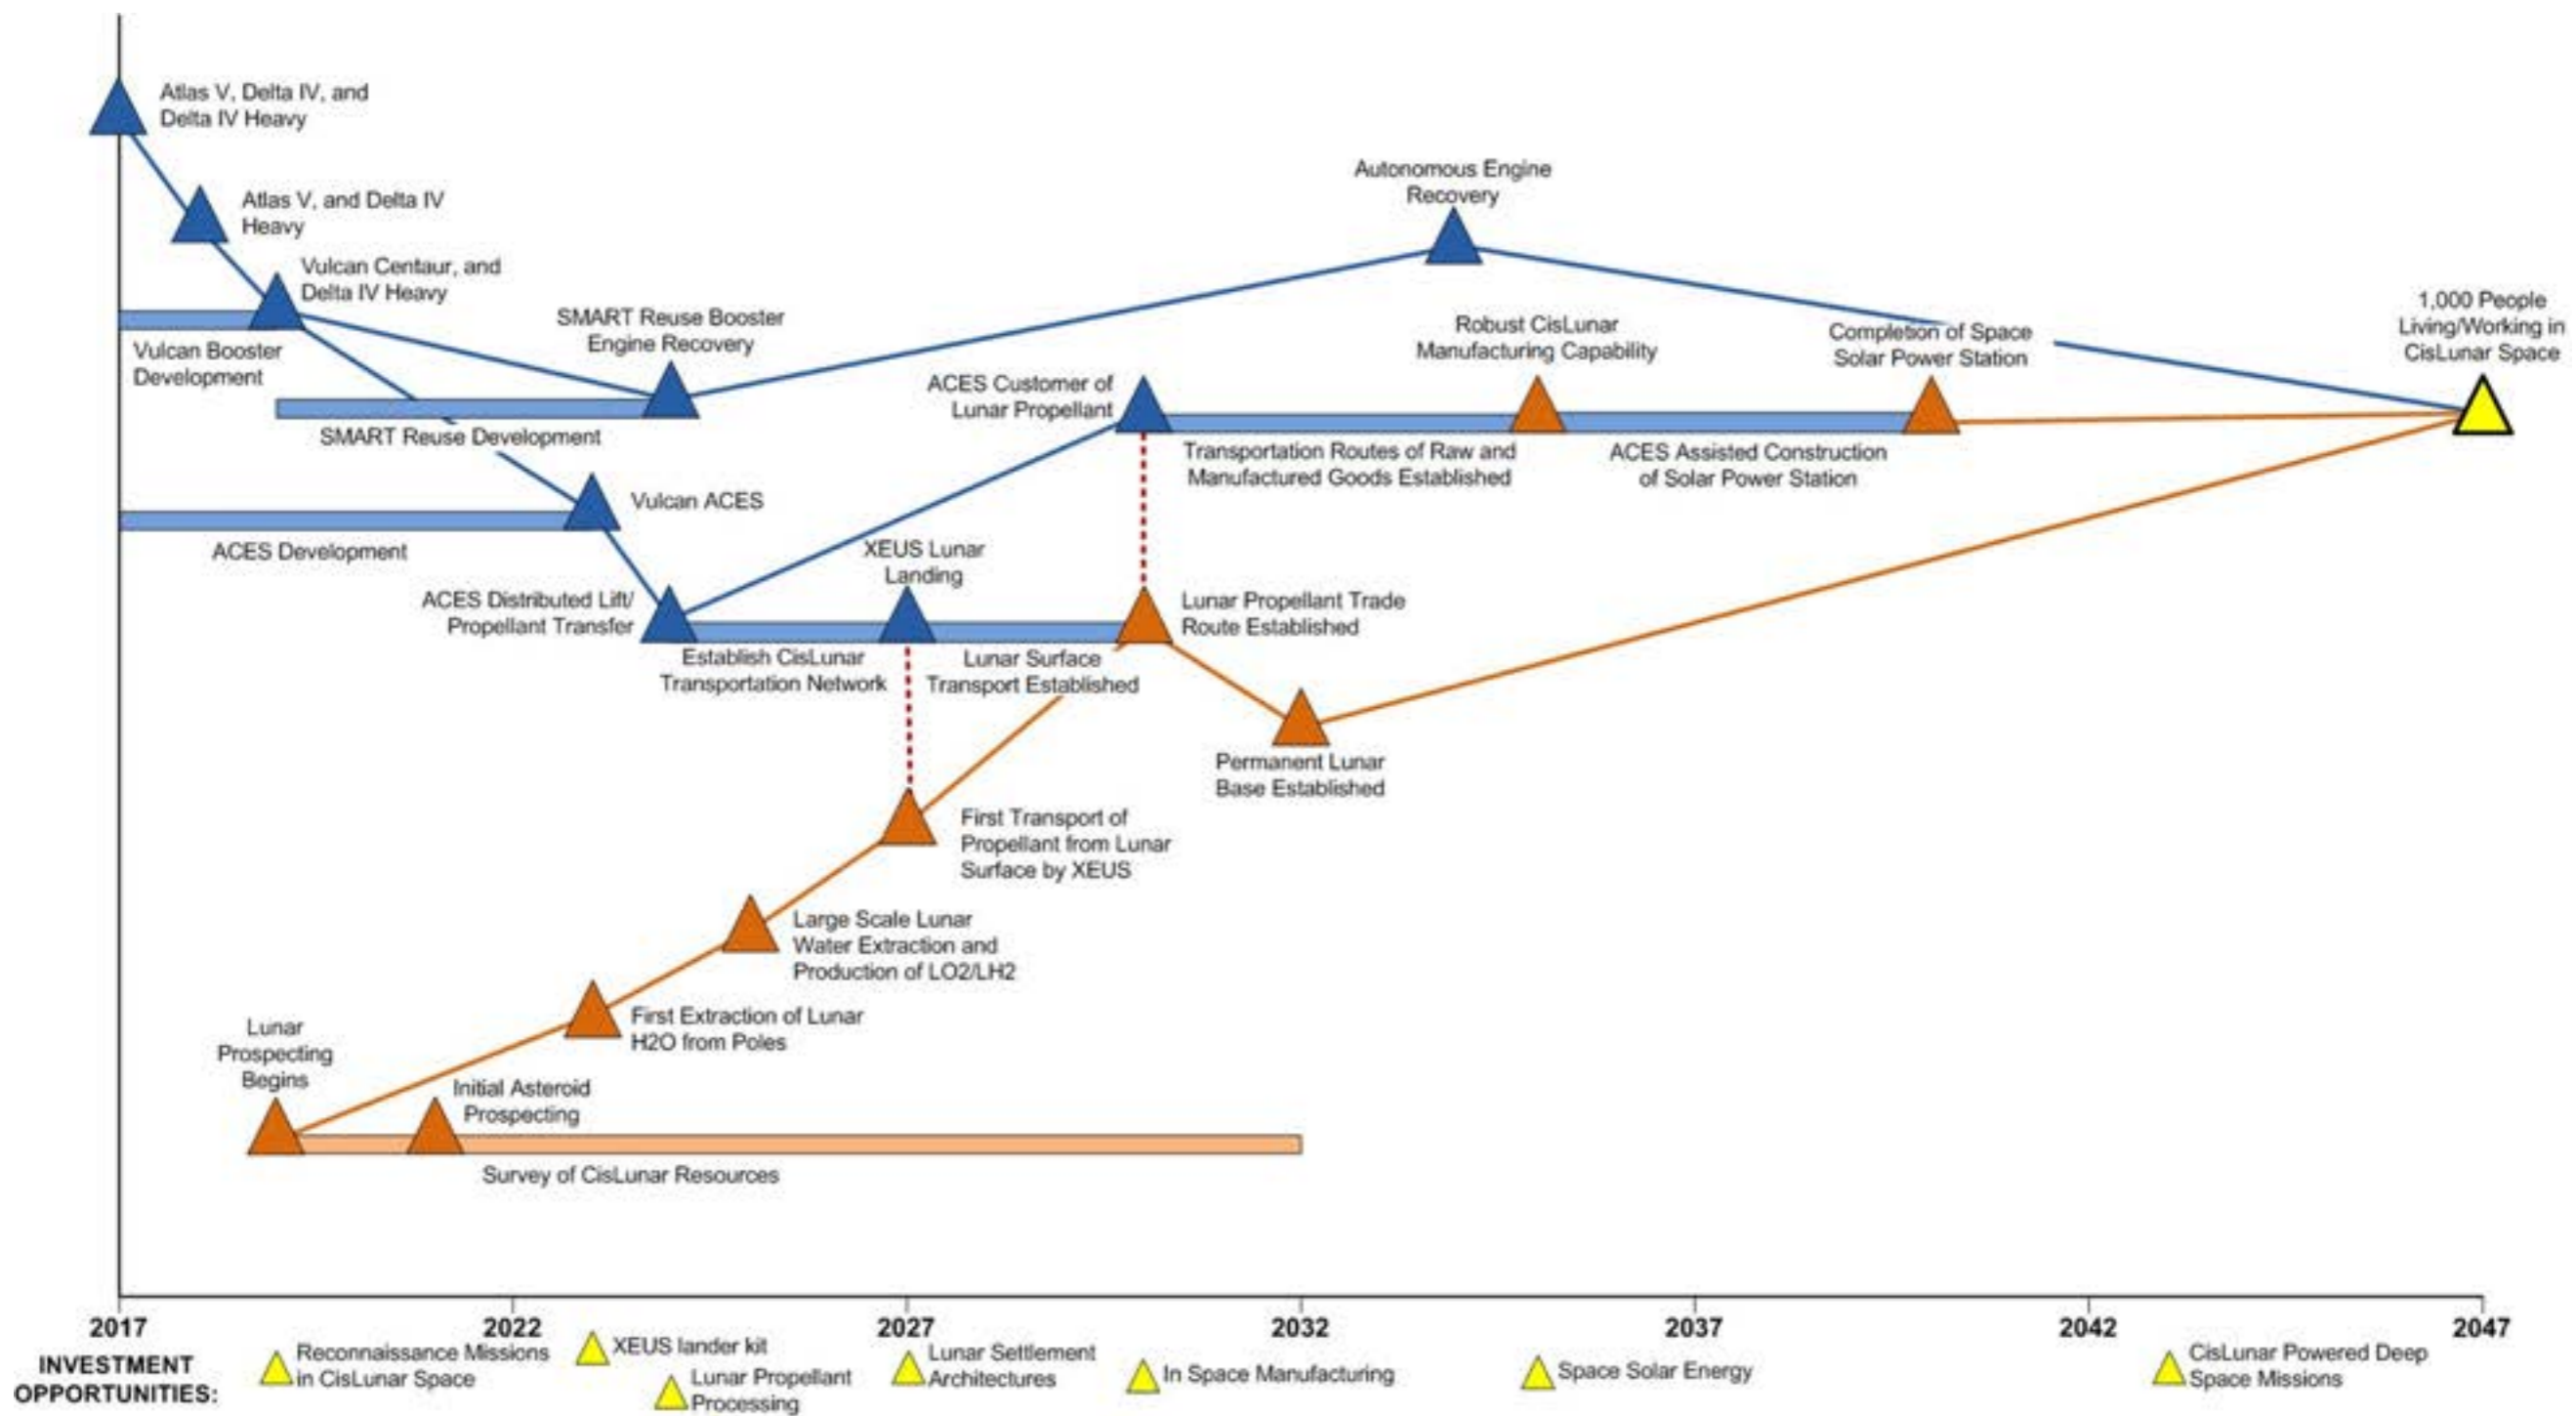 Atlas V, Delta IV, and
Delta IV Heavy
Atlas V, and Delta IV
Heavy
Vulcan Centaur, and
Delta IV Heavy
Vulcan Booster
Development
SMART Reuse Booster
Engine Recovery
SMART Reuse Development
Autonomous Engine
Recovery
ACES Customer of
Lunar Propellant
Robust CisLunar
Manufacturing Capability
Completion of Space
Solar Power Station
1,000 People
Living/Working in
CisLunar Space
Transportation Routes of Raw and
Manufactured Goods Established
ACES Assisted Construction
of Solar Power Station
Vulcan ACES
ACES Development
XEUS Lunar
Landing
ACES Distributed Lift/
Propellant Transfer
Lunar Propellant Trade
Route Established
Establish CisLunar
Transportation Network
Lunar Surface
Transport Established
Permanent Lunar
Base Established
First Transport of
Propellant from Lunar
Surface by XEUS
Large Scale Lunar
Water Extraction and
Production of LO2/LH2
First Extraction of Lunar
H2O from Poles
Lunar
Prospecting
Begins
Initial Asteroid
Prospecting
Survey of CisLunar Resources
2017 2022 2027 2032 2037 2042 2047
INVESTMENT
OPPORTUNITIES:
Reconnaissance Missions
in CisLunar Space
XEUS lander kit
Lunar Propellant
Processing
Lunar Settlement
Architectures
In Space Manufacturing
Space Solar Energy
CisLunar Powered Deep
Space Missions